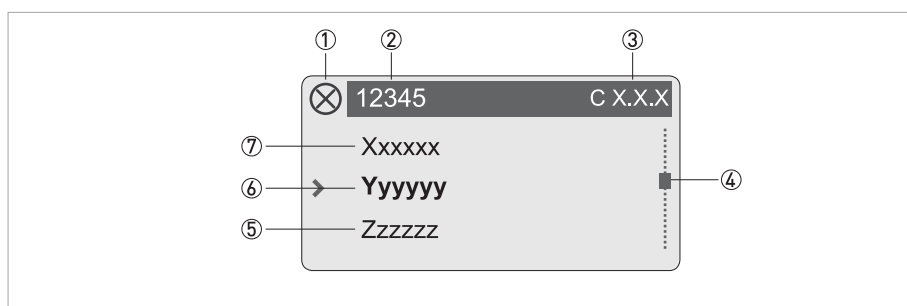 ① ② ③
12345 C X.X.X
⑦ Xxxxxx
⑥ Yyyyyy ④
⑤ Zzzzzz